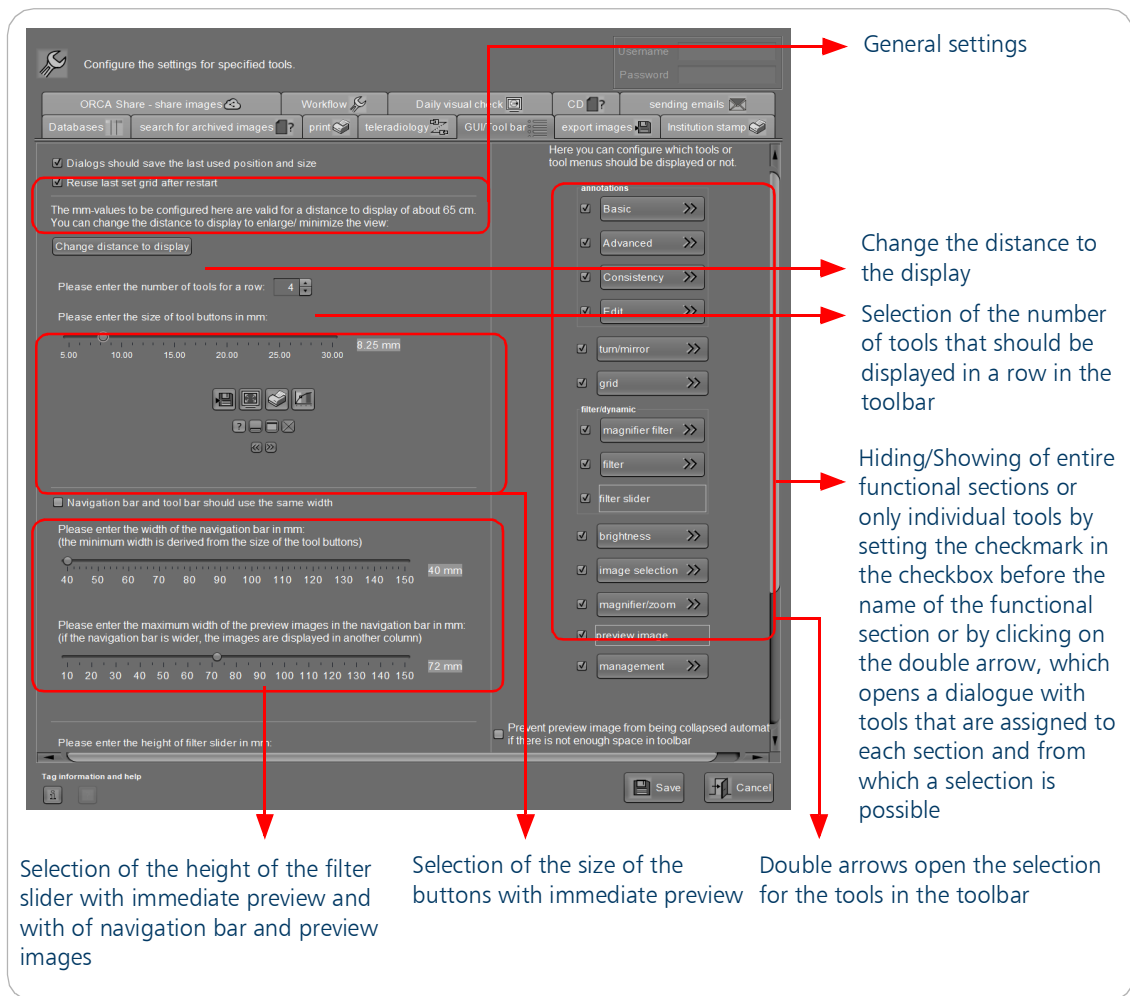 General settings
Username
Configure the settings for specified tools.
Password
ORCA Share - share images
Workflow
Daily visual check
CD
sending emails
Databases
search for archived images
print
teleradiology
GUI/Tool bar
export images
Institution stamp
Dialogs should save the last used position and size
Reuse last set grid after restart
The mm-values to be configured here are valid for a distance to display of about 65 cm.
You can change the distance to display to enlarge/ minimize the view:
Change distance to display
Please enter the number of tools for a row:
4
Please enter the size of tool buttons in mm:
8.25 mm
5.00 10.00 15.00 20.00 25.00 30.00
Navigation bar and tool bar should use the same width
Please enter the width of the navigation bar in mm:
(the minimum width is derived from the size of the tool buttons)
40 mm
40 50 60 70 80 90 100 110 120 130 140 150
Please enter the maximum width of the preview images in the navigation bar in mm:
(if the navigation bar is wider, the images are displayed in another column)
72 mm
10 20 30 40 50 60 70 80 90 100 110 120 130 140 150
Please enter the height of filter slider in mm:
Here you can configure which tools or
tool menus should be displayed or not.
annotations
Basic
Advanced
Consistency
Edit
turn/mirror
grid
filter/dynamic
magnifier filter
filter
filter slider
brightness
image selection
magnifier/zoom
preview image
management
Prevent preview image from being collapsed automat
if there is not enough space in toolbar
Tag information and help
Save
Cancel
Change the distance to
the display
Selection of the number
of tools that should be
displayed in a row in the
toolbar
Hiding/Showing of entire
functional sections or
only individual tools by
setting the checkmark in
the checkbox before the
name of the functional
section or by clicking on
the double arrow, which
opens a dialogue with
tools that are assigned to
each section and from
which a selection is
possible
Selection of the height of the filter
slider with immediate preview and
with of navigation bar and preview
images
Selection of the size of the
buttons with immediate preview
Double arrows open the selection
for the tools in the toolbar